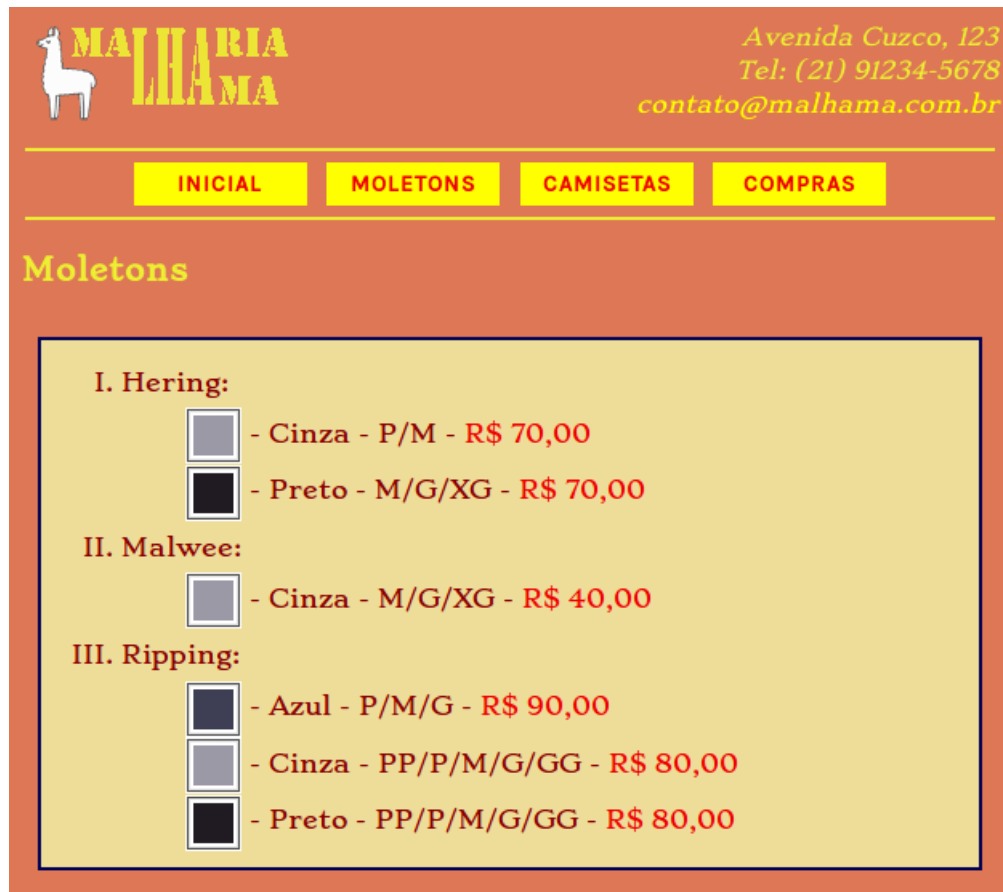 MALHARIA
LHAMA
Avenida Cuzco, 123
Tel: (21) 91234-5678
contato@malhama.com.br
INICIAL MOLETONS CAMISETAS COMPRAS
Moletons
I. Hering:
- Cinza - P/M - R$ 70,00
- Preto - M/G/XG - R$ 70,00
II. Malwee:
- Cinza - M/G/XG - R$ 40,00
III. Ripping:
- Azul - P/M/G - R$ 90,00
- Cinza - PP/P/M/G/GG - R$ 80,00
- Preto - PP/P/M/G/GG - R$ 80,00